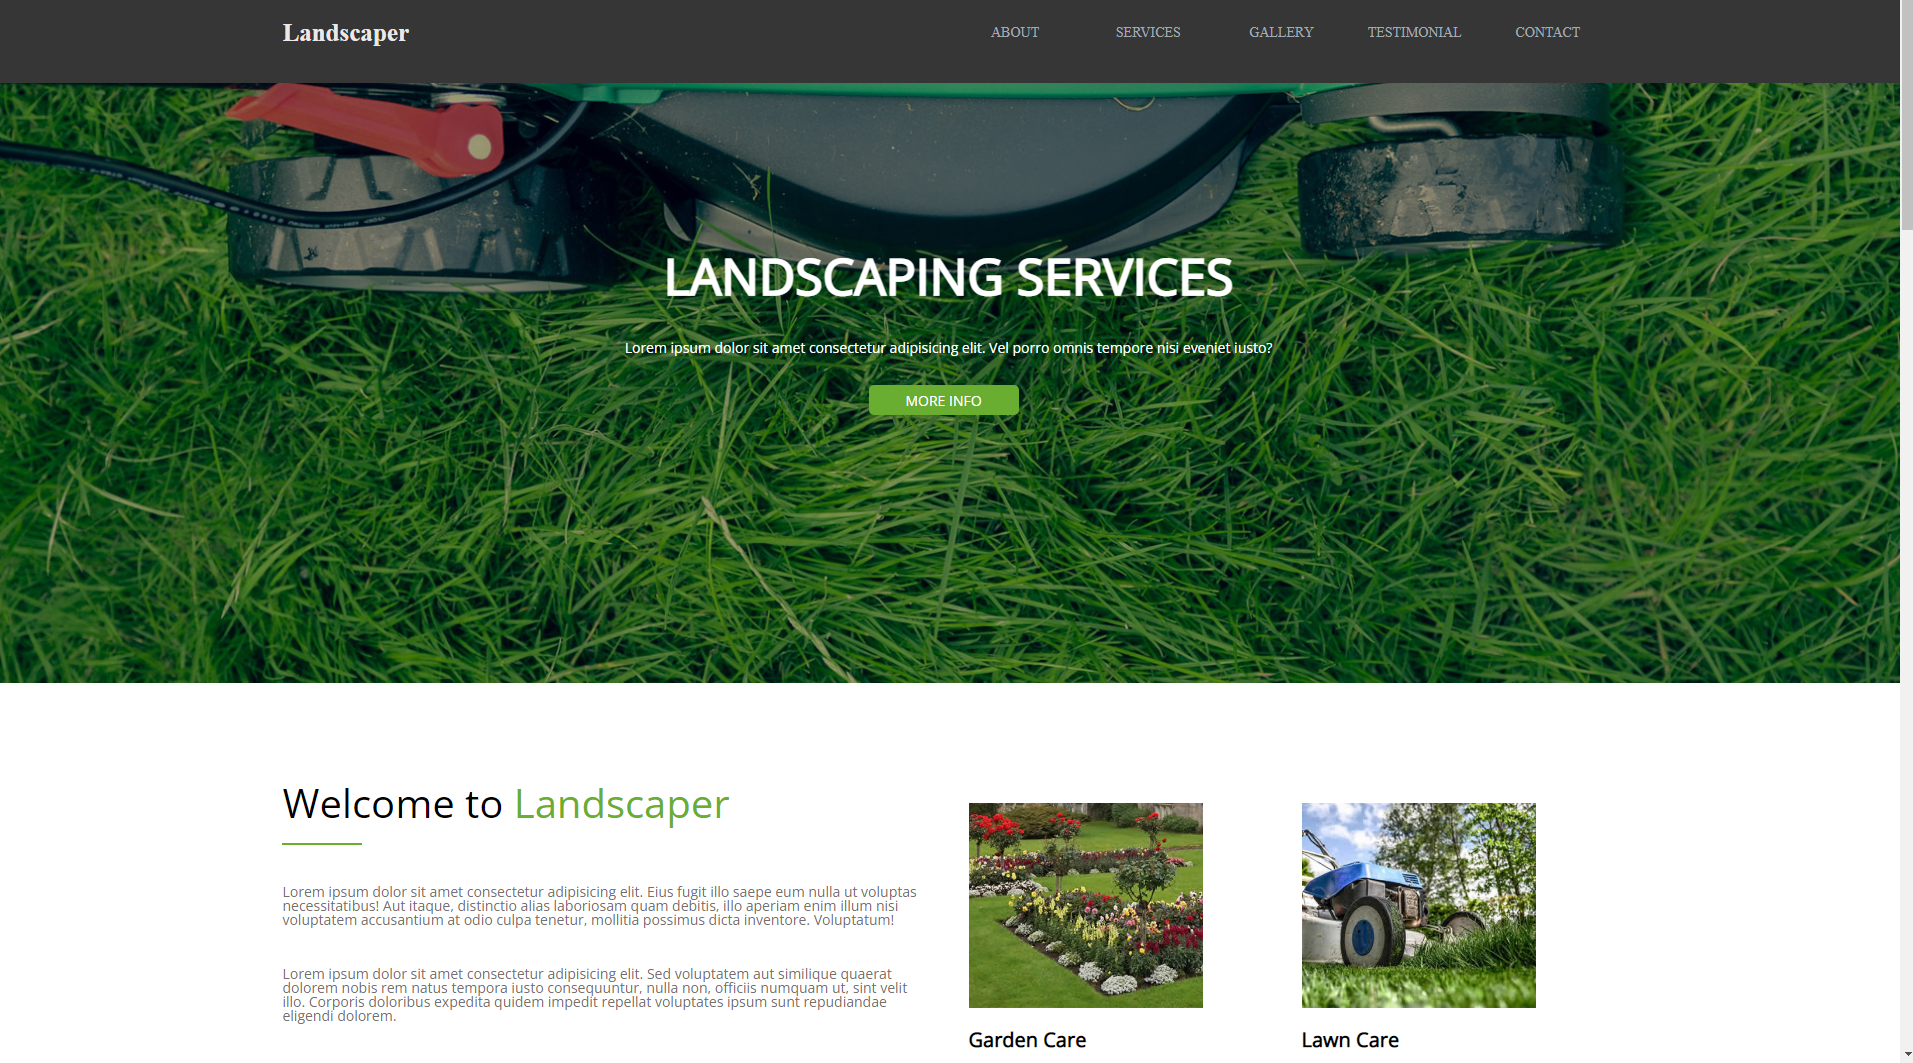 Landscaper
ABOUT
SERVICES
GALLERY
TESTIMONIAL
CONTACT
LANDSCAPING SERVICES
Lorem ipsum dolor sit amet consectetur adipisicing elit. Vel porro omnis tempore nisi eveniet iusto?
MORE INFO
Welcome to Landscaper
Lorem ipsum dolor sit amet consectetur adipisicing elit. Eius fugit illo saepe eum nulla ut voluptas
necessitatibus! Aut itaque, distinctio alias laboriosam quam debitis, illo aperiam enim illum nisi
voluptatem accusantium at odio culpa tenetur, mollitia possimus dicta inventore. Voluptatum!
Lorem ipsum dolor sit amet consectetur adipisicing elit. Sed voluptatem aut similique quaerat
dolorem nobis rem natus tempora iusto consequuntur, nulla non, officiis numquam ut, sint velit
illo. Corporis doloribus expedita quidem impedit repellat voluptates ipsum sunt repudiandae
eligendi dolorem.
Garden Care
Lawn Care